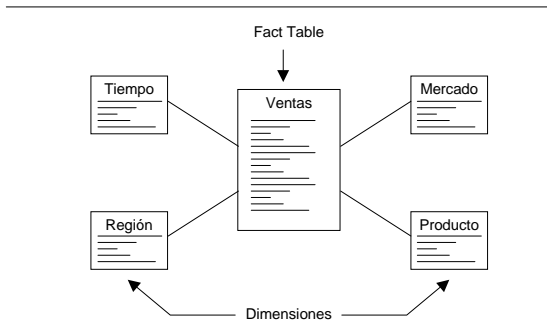 Fact Table
Tiempo
Ventas
Mercado
Región
Producto
Dimensiones